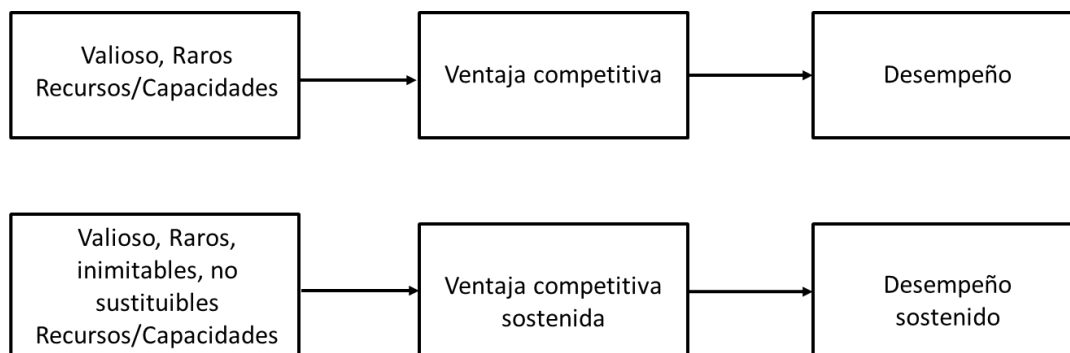 Valioso, Raros
Recursos/Capacidades
Ventaja competitiva
Desempeño
Valioso, Raros,
inimitables, no
sustituibles
Recursos/Capacidades
Ventaja competitiva
sostenida
Desempeño
sostenido